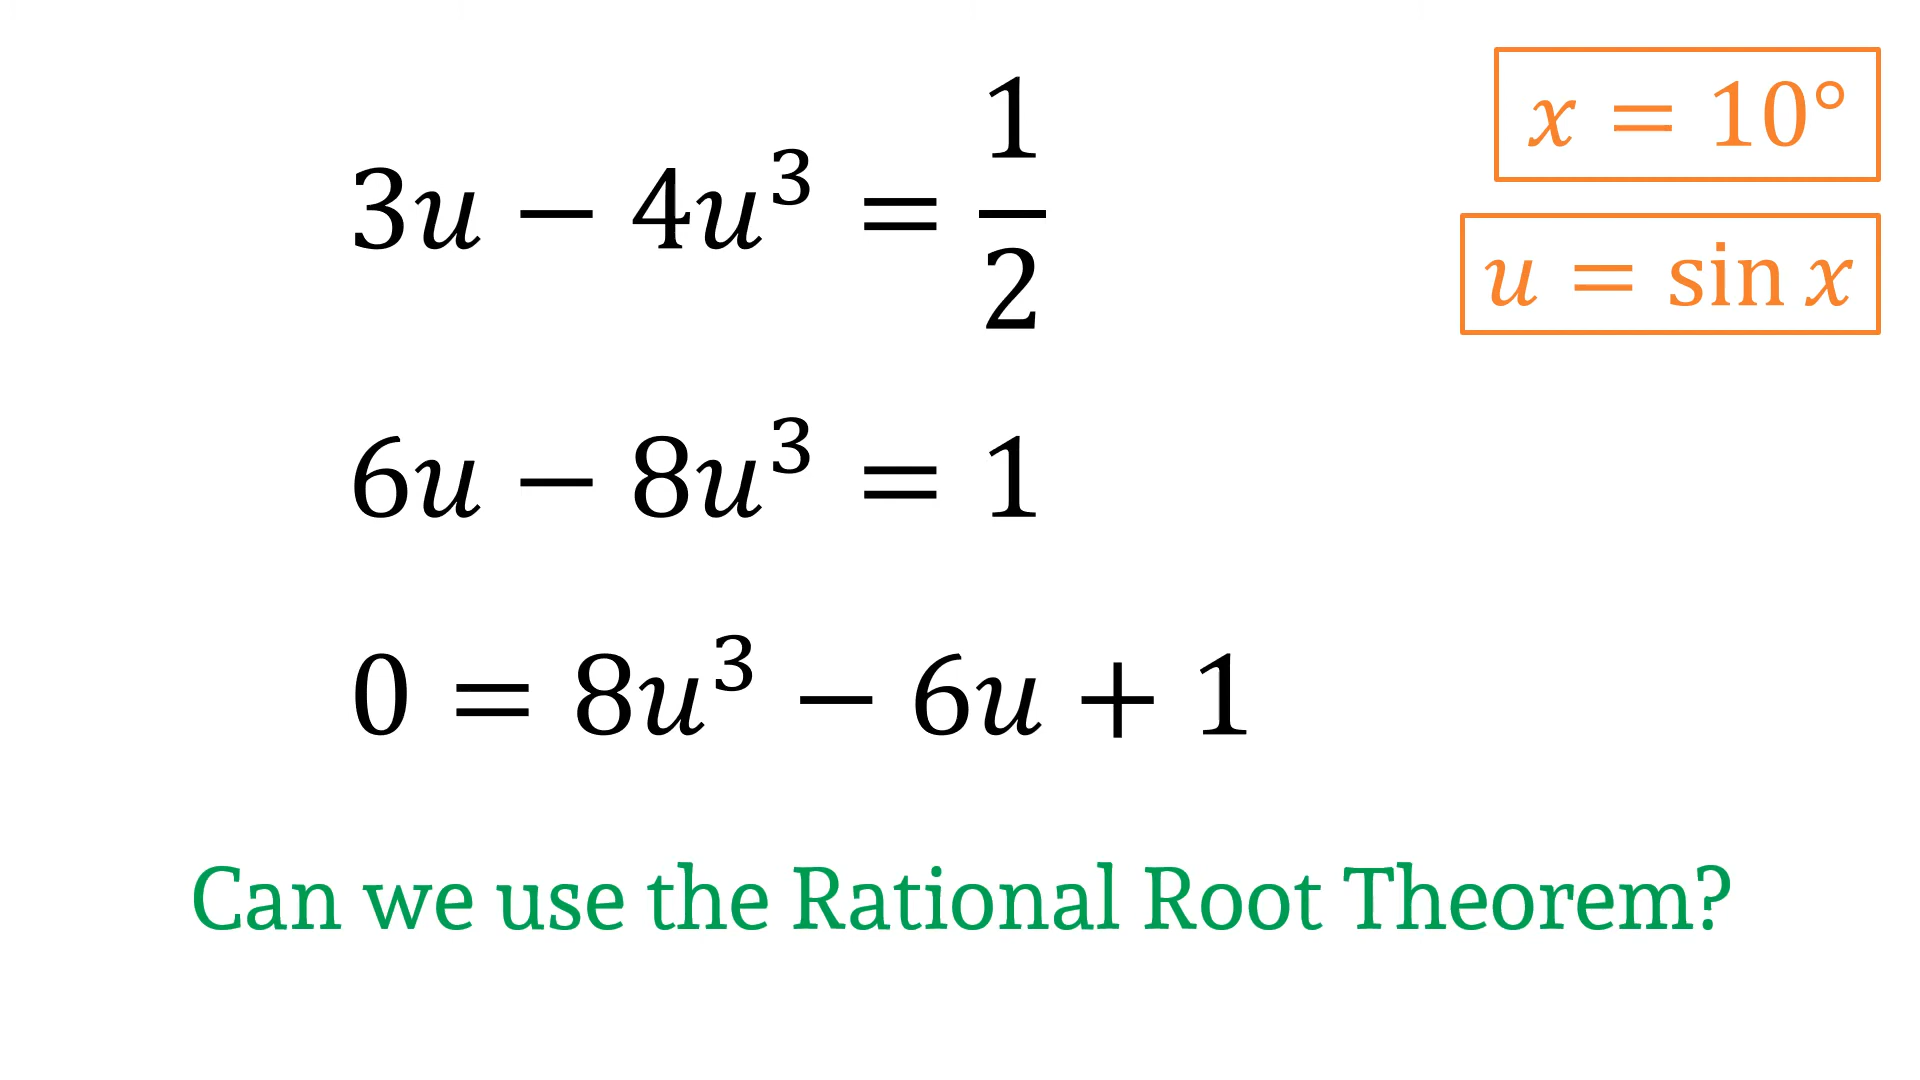 3u − 4u³ = 1/2
x = 10°
u = sin x
6u − 8u³ = 1
0 = 8u³ − 6u + 1
Can we use the Rational Root Theorem?